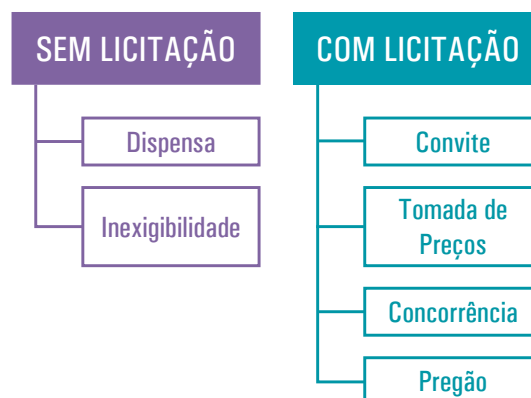 SEM LICITAÇÃO
Dispensa
Inexigibilidade
COM LICITAÇÃO
Convite
Tomada de
Preços
Concorrência
Pregão